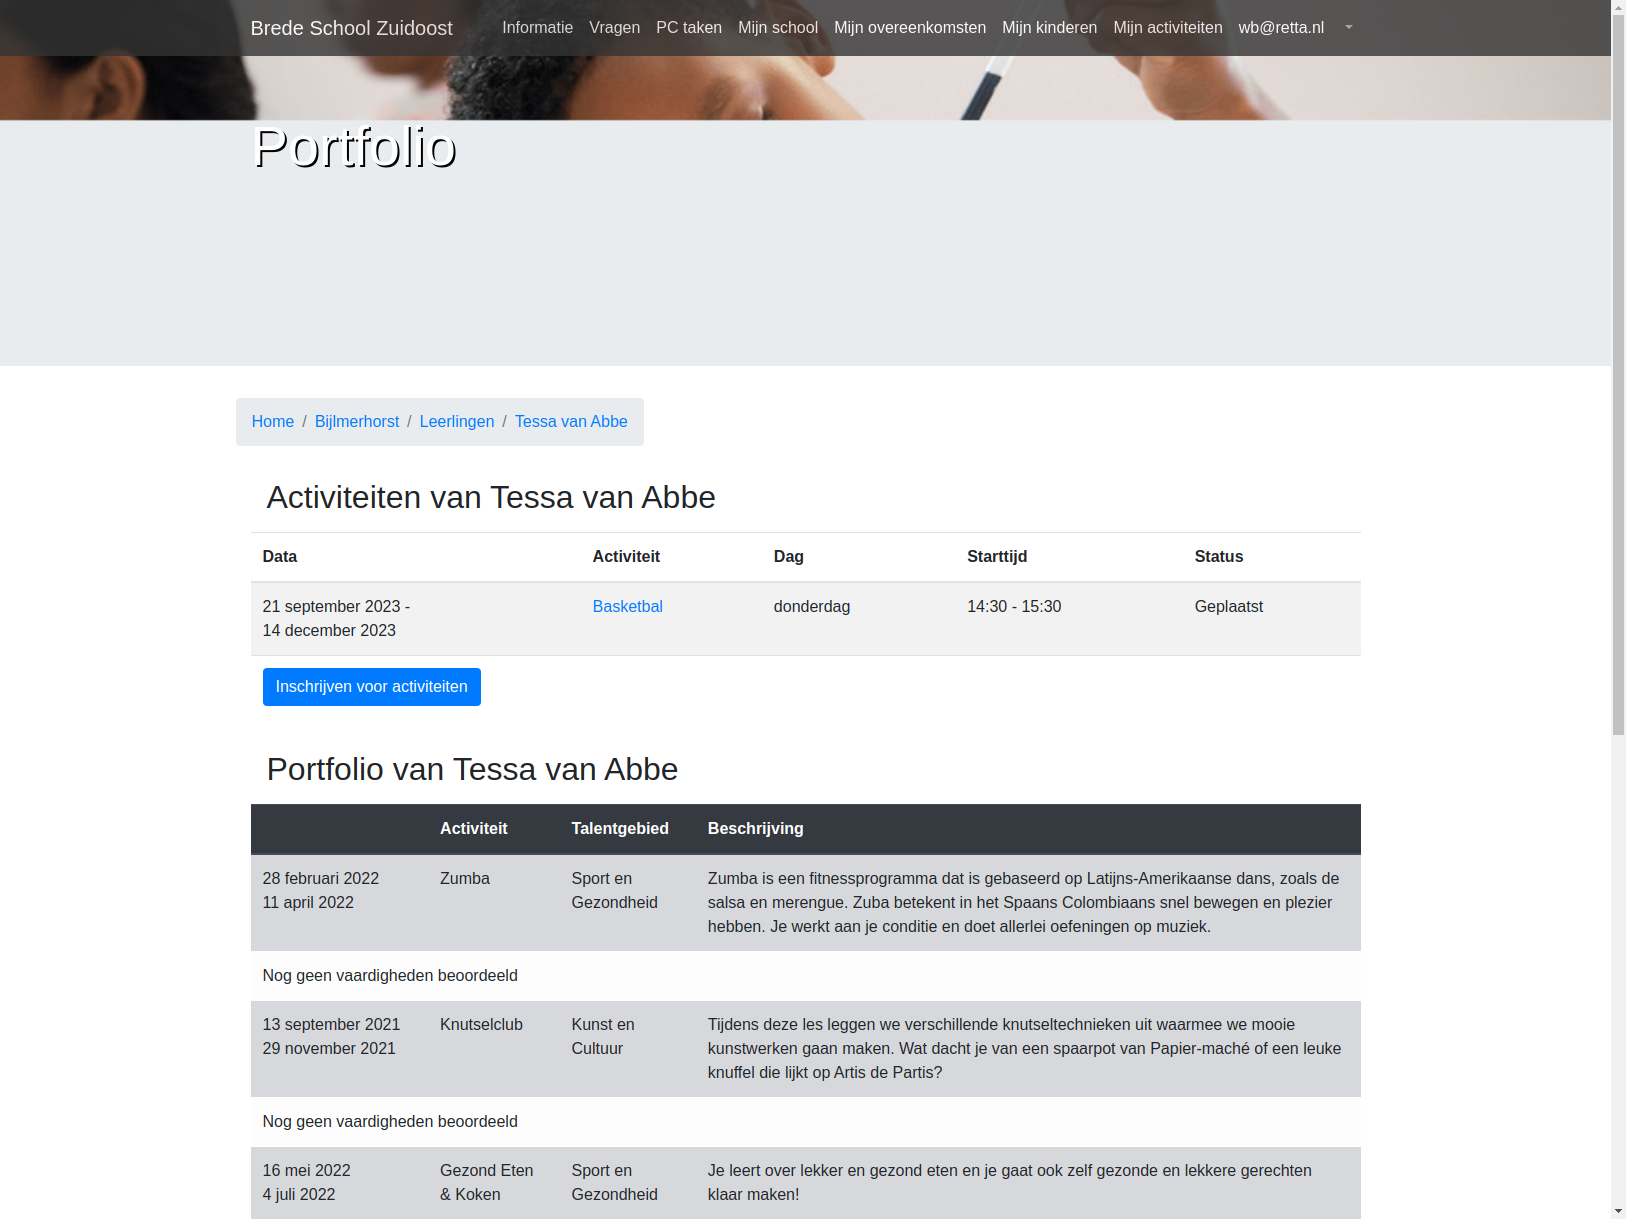 Brede School Zuidoost Informatie Vragen PC taken Mijn school Mijn overeenkomsten Mijn kinderen Mijn activiteiten wb@retta.nl
Portfolio
Home / Bijlmerhorst / Leerlingen / Tessa van Abbe
Activiteiten van Tessa van Abbe
Data Activiteit Dag Starttijd Status
21 september 2023 - Basketbal donderdag 14:30 - 15:30 Geplaatst
14 december 2023
Inschrijven voor activiteiten
Portfolio van Tessa van Abbe
Activiteit Talentgebied Beschrijving
28 februari 2022 Zumba Sport en Zumba is een fitnessprogramma dat is gebaseerd op Latijns-Amerikaanse dans, zoals de
11 april 2022 Gezondheid salsa en merengue. Zuba betekent in het Spaans Colombiaans snel bewegen en plezier
hebben. Je werkt aan je conditie en doet allerlei oefeningen op muziek.
Nog geen vaardigheden beoordeeld
13 september 2021 Knutselclub Kunst en Tijdens deze les leggen we verschillende knutseltechnieken uit waarmee we mooie
29 november 2021 Cultuur kunstwerken gaan maken. Wat dacht je van een spaarpot van Papier-maché of een leuke
knuffel die lijkt op Artis de Partis?
Nog geen vaardigheden beoordeeld
16 mei 2022 Gezond Eten Sport en Je leert over lekker en gezond eten en je gaat ook zelf gezonde en lekkere gerechten
4 juli 2022 & Koken Gezondheid klaar maken!